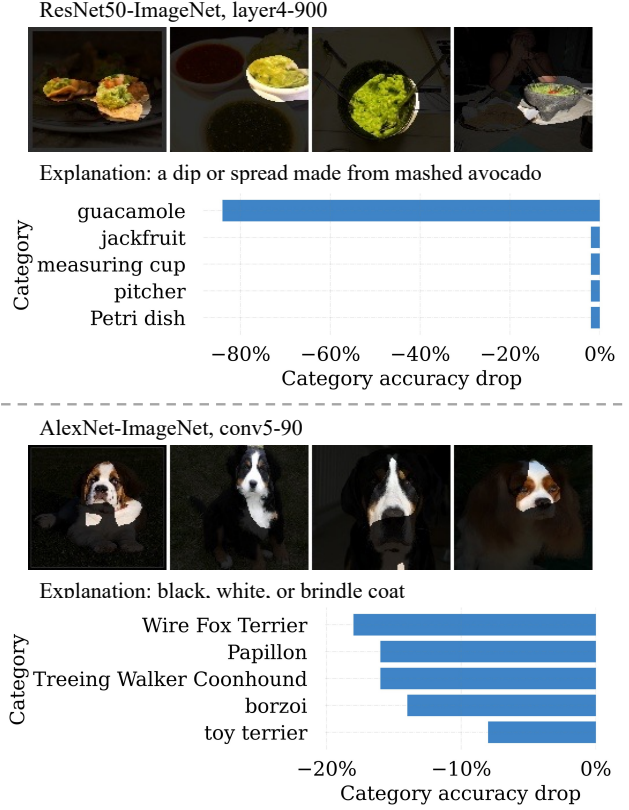 ResNet50-ImageNet, layer4-900
Explanation: a dip or spread made from mashed avocado
Category
guacamole
jackfruit
measuring cup
pitcher
Petri dish
−80% −60% −40% −20% 0%
Category accuracy drop
AlexNet-ImageNet, conv5-90
Explanation: black, white, or brindle coat
Category
Wire Fox Terrier
Papillon
Treeing Walker Coonhound
borzoi
toy terrier
−20% −10% 0%
Category accuracy drop